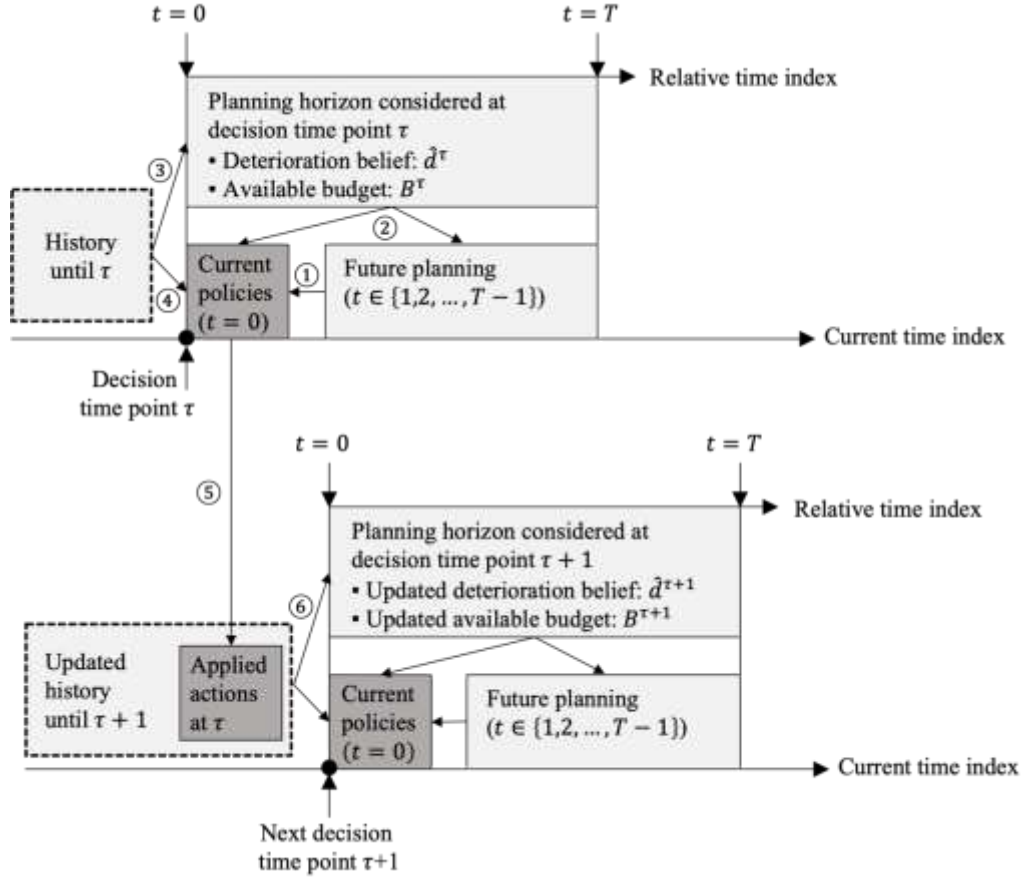 t = 0
t = T
Relative time index
Planning horizon considered at
decision time point τ
▪ Deterioration belief: d̂^τ
▪ Available budget: B^τ
③
②
History
until τ
④
Current
policies
(t = 0)
①
Future planning
(t ∈ {1,2, … , T − 1})
Current time index
Decision
time point τ
⑤
t = 0
t = T
Relative time index
Planning horizon considered at
decision time point τ + 1
▪ Updated deterioration belief: d̂^{τ+1}
▪ Updated available budget: B^{τ+1}
⑥
Updated
history
until τ + 1
Applied
actions
at τ
Current
policies
(t = 0)
Future planning
(t ∈ {1,2, … , T − 1})
Current time index
Next decision
time point τ+1